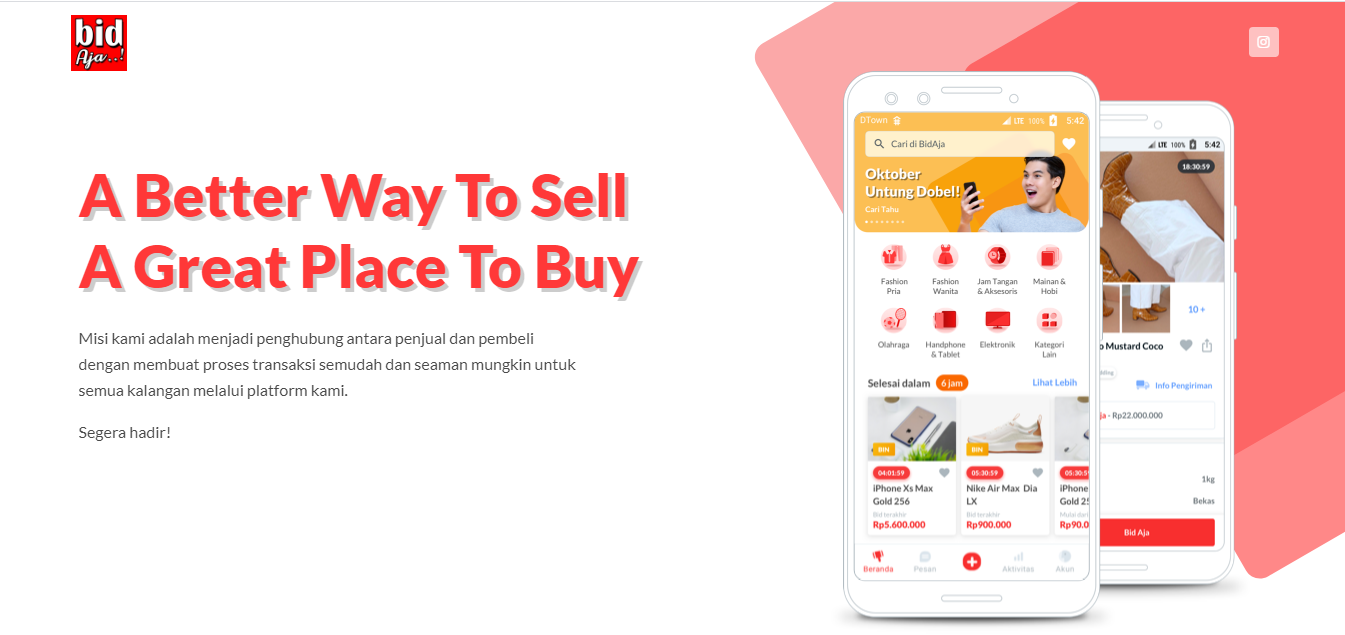 bid
Aja..!
A Better Way To Sell
A Great Place To Buy
Misi kami adalah menjadi penghubung antara penjual dan pembeli
dengan membuat proses transaksi semudah dan seaman mungkin untuk
semua kalangan melalui platform kami.
Segera hadir!
DTown
LTE 100% 5:42
Cari di BidAja
Oktober
Untung Dobel!
Cari Tahu
Fashion
Pria
Fashion
Wanita
Jam Tangan
& Aksesoris
Mainan &
Hobi
Olahraga
Handphone
& Tablet
Elektronik
Kategori
Lain
Selesai dalam 6 jam Lihat Lebih
BIN
04:01:59
iPhone Xs Max
Gold 256
Bid terakhir
Rp5.600.000
BIN
05:30:59
Nike Air Max Dia
LX
Bid terakhir
Rp900.000
05:30:5
iPhone
Gold 25
Mulai dari
Rp90.0
Beranda
Pesan
Aktivitas
Akun
LTE 100% 5:42
18:30:59
10 +
o Mustard Coco
Info Pengiriman
ja - Rp22.000.000
1kg
Bekas
Bid Aja